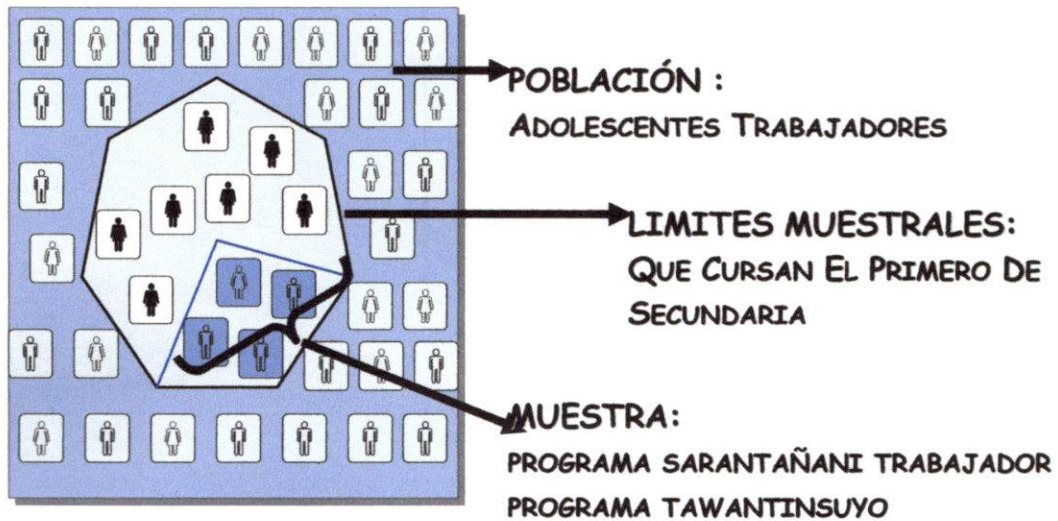 POBLACIÓN :
ADOLESCENTES TRABAJADORES
LIMITES MUESTRALES:
QUE CURSAN EL PRIMERO DE
SECUNDARIA
MUESTRA:
PROGRAMA SARANTAÑANI TRABAJADOR
PROGRAMA TAWANTINSUYO